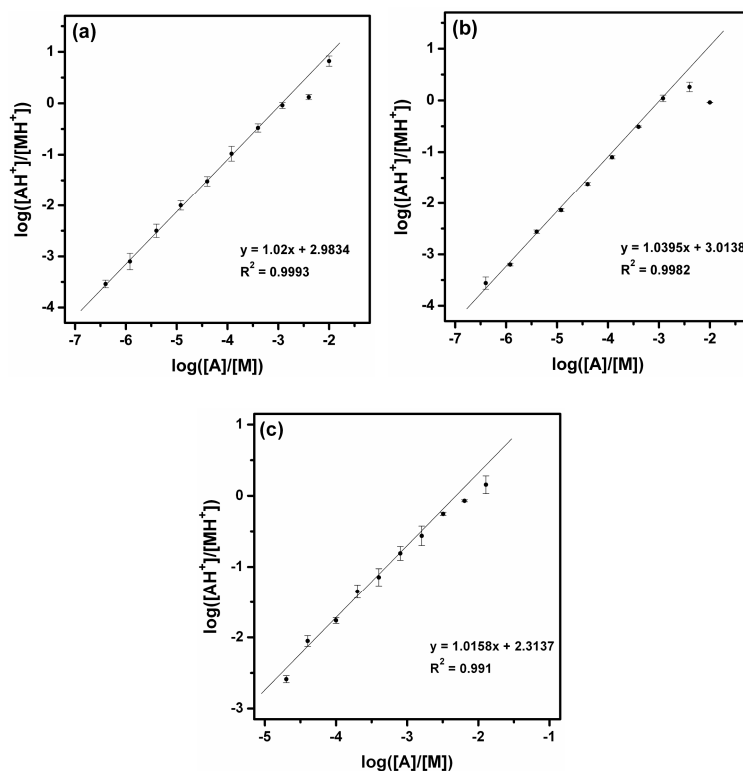 (a)
1
0
-1
-2
-3
-4
-7 -6 -5 -4 -3 -2
log([AH⁺]/[MH⁺])
log([A]/[M])
y = 1.02x + 2.9834
R² = 0.9993
(b)
1
0
-1
-2
-3
-4
-7 -6 -5 -4 -3 -2
log([AH⁺]/[MH⁺])
log([A]/[M])
y = 1.0395x + 3.0138
R² = 0.9982
(c)
1
0
-1
-2
-3
-5 -4 -3 -2 -1
log([AH⁺]/[MH⁺])
log([A]/[M])
y = 1.0158x + 2.3137
R² = 0.991